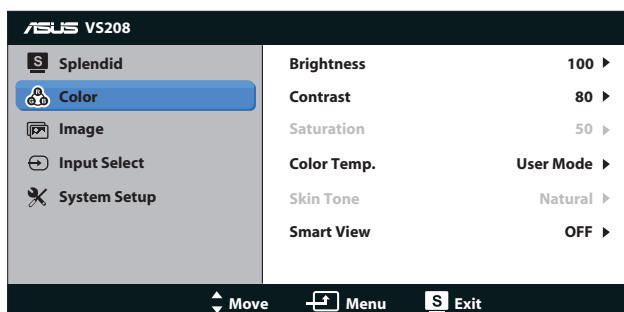 ASUS VS208
S Splendid
Color
Image
Input Select
System Setup
Brightness 100
Contrast 80
Saturation 50
Color Temp. User Mode
Skin Tone Natural
Smart View OFF
Move Menu S Exit